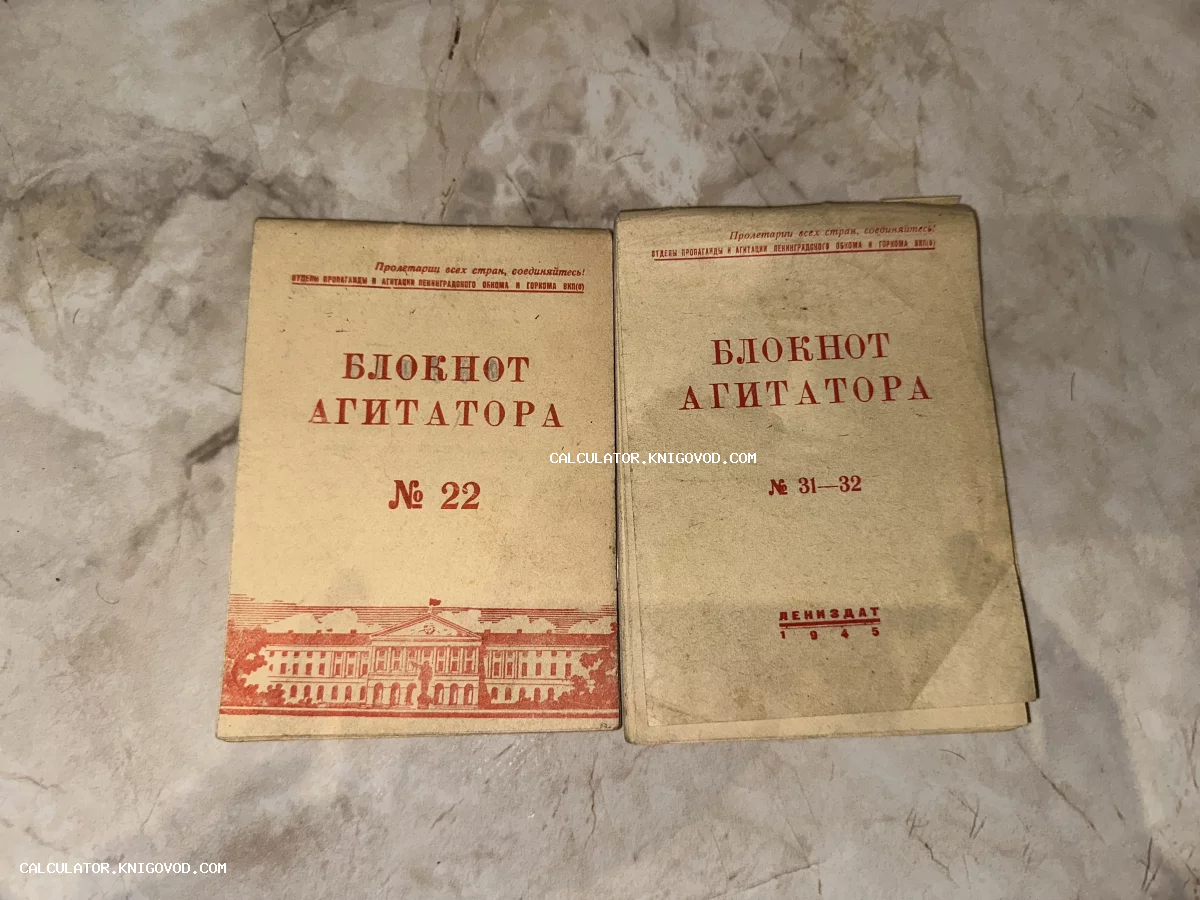 Пролетарии всех стран, соединяйтесь!
ОТДЕЛЫ ПРОПАГАНДЫ И АГИТАЦИИ ЛЕНИНГРАДСКОГО ОБКОМА И ГОРКОМА ВКП(б)
БЛОКНОТ
АГИТАТОРА
№ 22
Пролетарии всех стран, соединяйтесь!
ОТДЕЛЫ ПРОПАГАНДЫ И АГИТАЦИИ ЛЕНИНГРАДСКОГО ОБКОМА И ГОРКОМА ВКП(б)
БЛОКНОТ
АГИТАТОРА
№ 31—32
ЛЕНИЗДАТ
1945
CALCULATOR.KNIGOVOD.COM
CALCULATOR.KNIGOVOD.COM